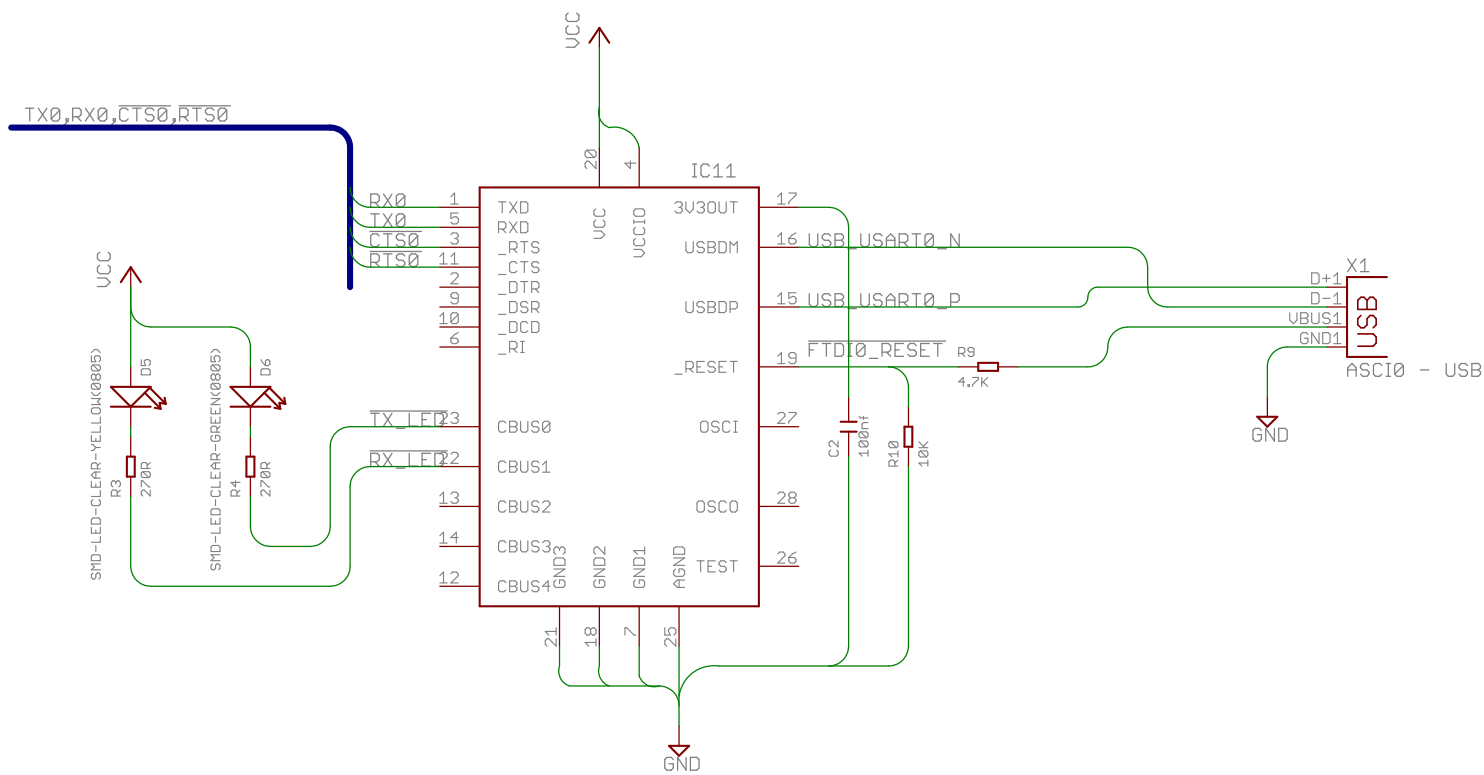 VCC
TX0,RX0,CTS0,RTS0
20
4
IC11
RX0
1
TXD
TX0
5
RXD
CTS0
3
_RTS
RTS0
11
_CTS
2
_DTR
9
_DSR
10
_DCD
6
_RI
VCC
VCCIO
3V3OUT
17
USBDM
16
USB_USART0_N
USBDP
15
USB_USART0_P
_RESET
19
FTDI0_RESET
R9
4.7K
X1
D+1
D-1
VBUS1
GND1
USB
ASCI0 - USB
GND
VCC
D5
SMD-LED-CLEAR-YELLOW(0805)
D6
SMD-LED-CLEAR-GREEN(0805)
R3
270R
R4
270R
TX_LED
23
CBUS0
RX_LED
22
CBUS1
13
CBUS2
14
CBUS3
12
CBUS4
OSCI
27
OSCO
28
TEST
26
C2
100nf
R10
10K
GND3
GND2
GND1
AGND
21
18
7
25
GND